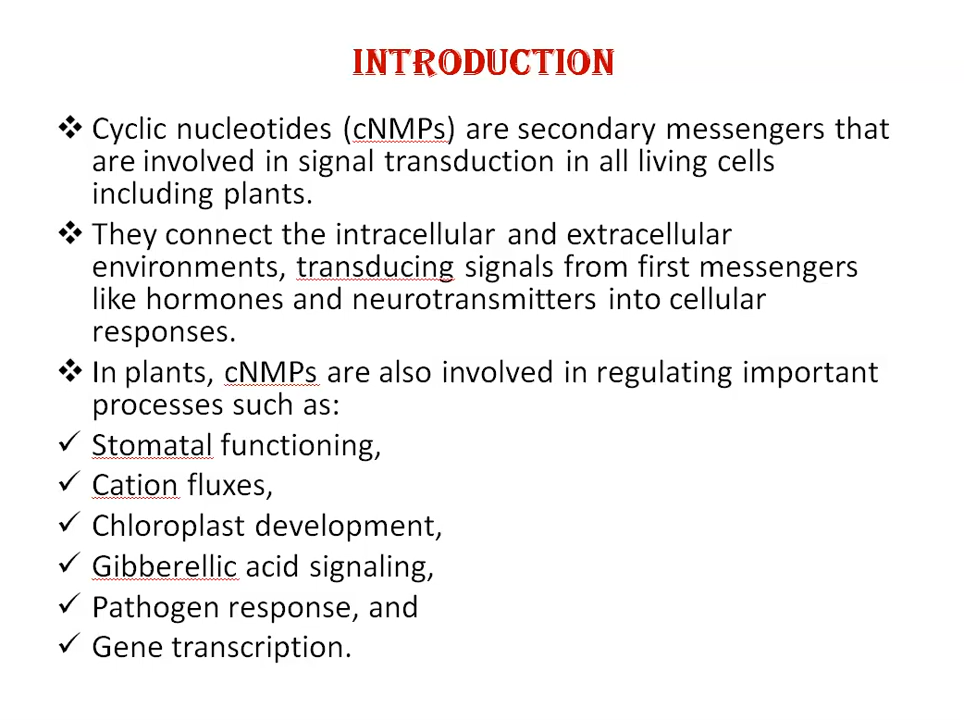 INTRODUCTION
❖ Cyclic nucleotides (cNMPs) are secondary messengers that
are involved in signal transduction in all living cells
including plants.
❖ They connect the intracellular and extracellular
environments, transducing signals from first messengers
like hormones and neurotransmitters into cellular
responses.
❖ In plants, cNMPs are also involved in regulating important
processes such as:
✓ Stomatal functioning,
✓ Cation fluxes,
✓ Chloroplast development,
✓ Gibberellic acid signaling,
✓ Pathogen response, and
✓ Gene transcription.